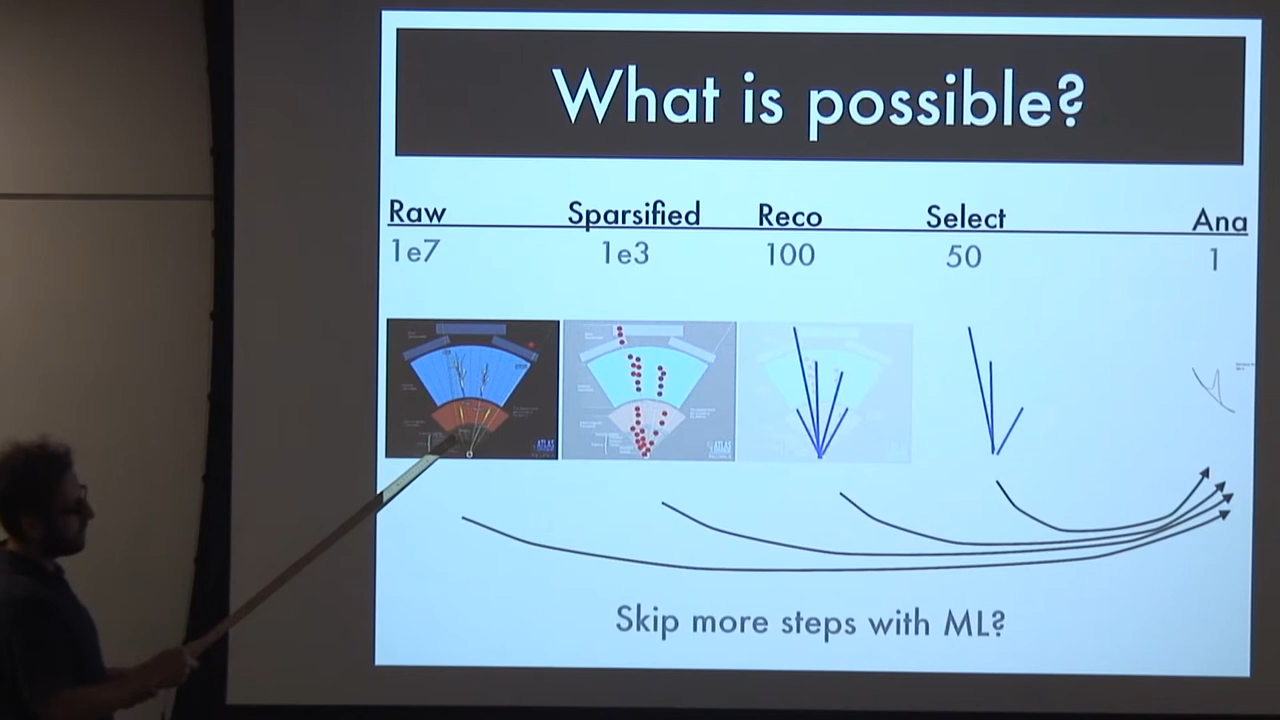 What is possible?
Raw Sparsified Reco Select Ana
1e7 1e3 100 50 1
ATLAS
Skip more steps with ML?